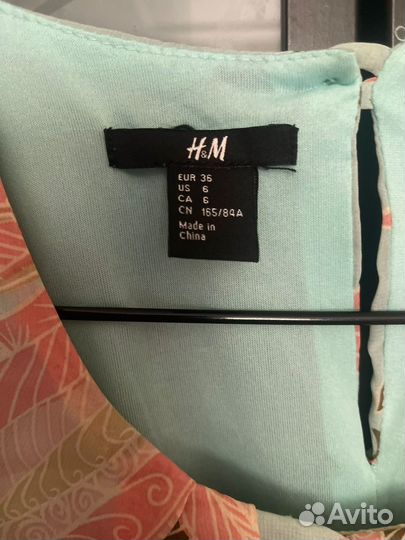 H&M
EUR 36
US 6
CA 6
CN 165/84A
Made in
China
Avito